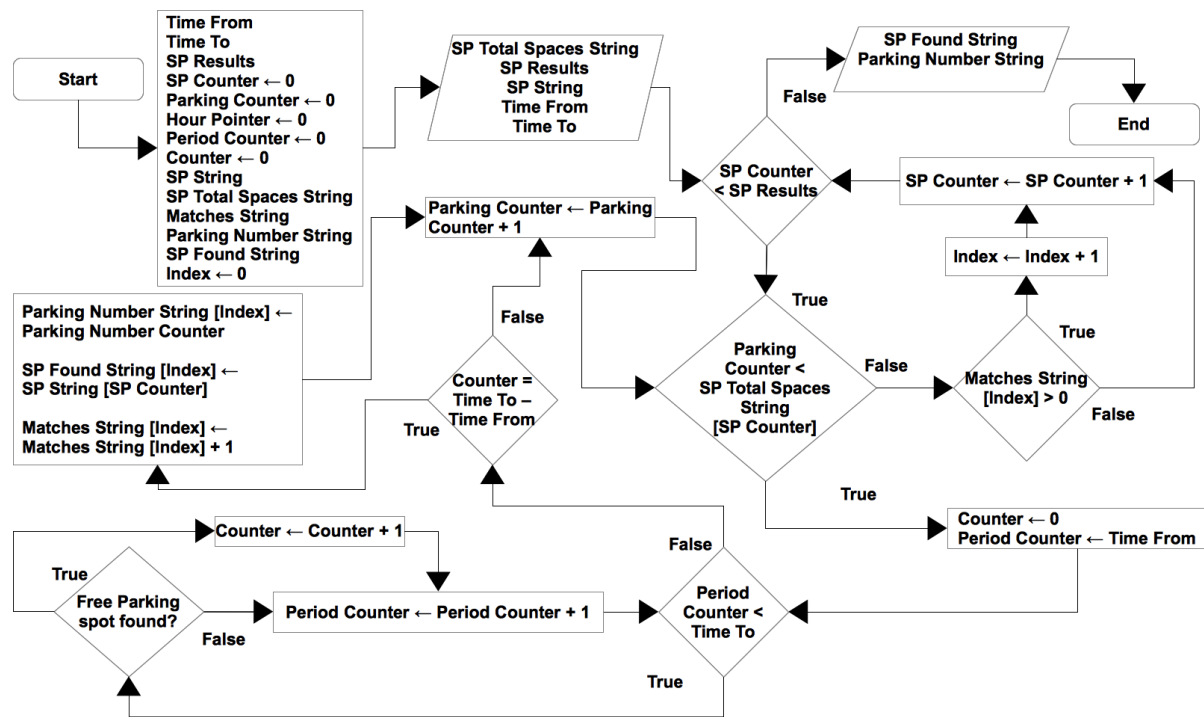 Start
Time From
Time To
SP Results
SP Counter ← 0
Parking Counter ← 0
Hour Pointer ← 0
Period Counter ← 0
Counter ← 0
SP String
SP Total Spaces String
Matches String
Parking Number String
SP Found String
Index ← 0
SP Total Spaces String
SP Results
SP String
Time From
Time To
SP Found String
Parking Number String
False
End
SP Counter
< SP Results
SP Counter ← SP Counter + 1
Parking Counter ← Parking
Counter + 1
Index ← Index + 1
True
True
False
Parking Number String [Index] ←
Parking Number Counter
SP Found String [Index] ←
SP String [SP Counter]
Matches String [Index] ←
Matches String [Index] + 1
False
Counter =
Time To –
Time From
True
Parking
Counter <
SP Total Spaces
String
[SP Counter]
False
Matches String
[Index] > 0
True
Counter ← 0
Period Counter ← Time From
Counter ← Counter + 1
False
True
Free Parking
spot found?
False
Period Counter ← Period Counter + 1
Period
Counter <
Time To
True